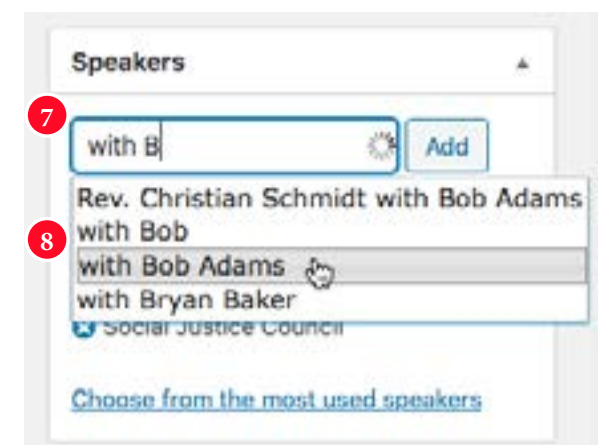 Speakers
7
with B Add
Rev. Christian Schmidt with Bob Adams
with Bob
8
with Bob Adams
with Bryan Baker
Social Justice Council
Choose from the most used speakers